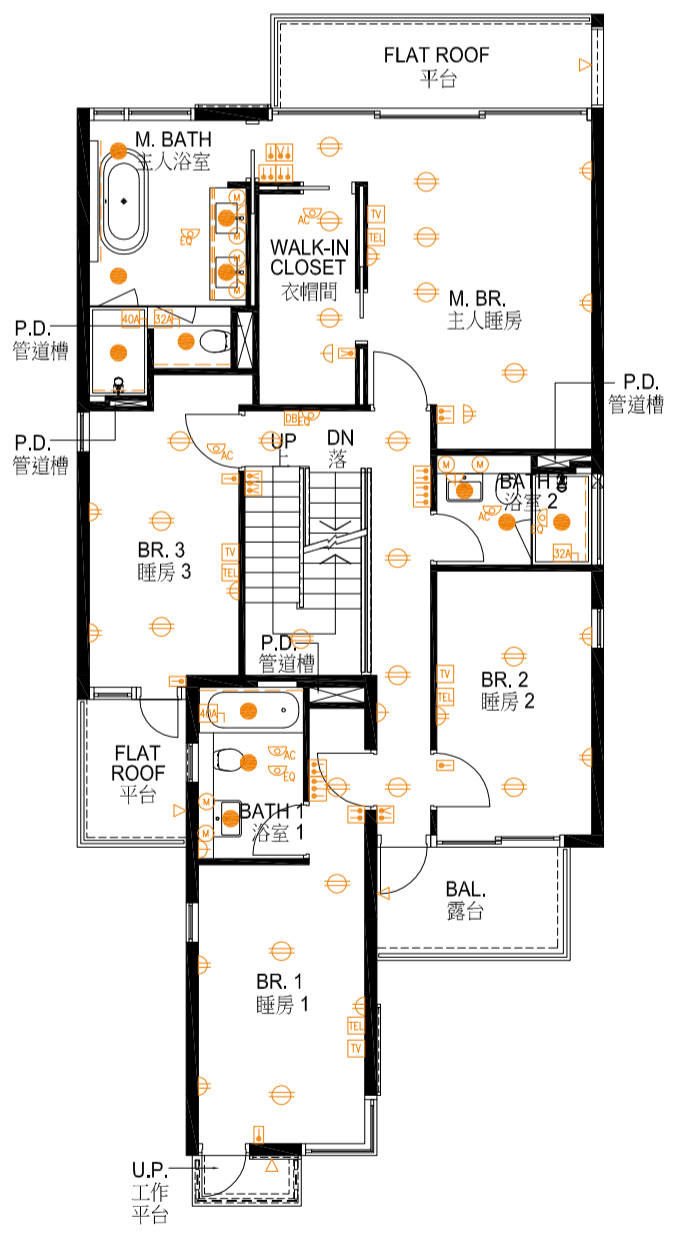 FLAT ROOF
平台
M. BATH
主人浴室
AC
TV
TEL
WALK-IN
CLOSET
衣帽間
M. BR.
主人睡房
M
M
M
M
EQ
P.D.
管道槽
40A
32A
P.D.
管道槽
P.D.
管道槽
DB
EQ
UP
DN
落
AC
M
M
BATH 2
浴室 2
AC
EQ
32A
BR. 3
睡房 3
TV
TEL
P.D.
管道槽
BR. 2
睡房 2
TV
TEL
40A
FLAT
ROOF
平台
AC
EQ
M
M
BATH 1
浴室 1
BAL.
露台
BR. 1
睡房 1
TEL
TV
U.P.
工作
平台